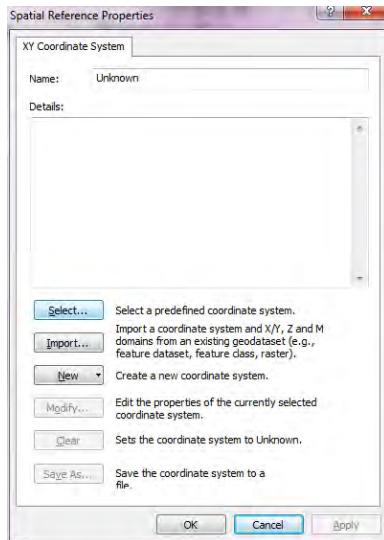 Spatial Reference Properties
XY Coordinate System
Name: Unknown
Details:
Select... Select a predefined coordinate system.
Import a coordinate system and X/Y, Z and M
Import... domains from an existing geodataset (e.g.,
feature dataset, feature class, raster).
New Create a new coordinate system.
Modify... Edit the properties of the currently selected
coordinate system.
Clear Sets the coordinate system to Unknown.
Save As... Save the coordinate system to a
file.
OK Cancel Apply